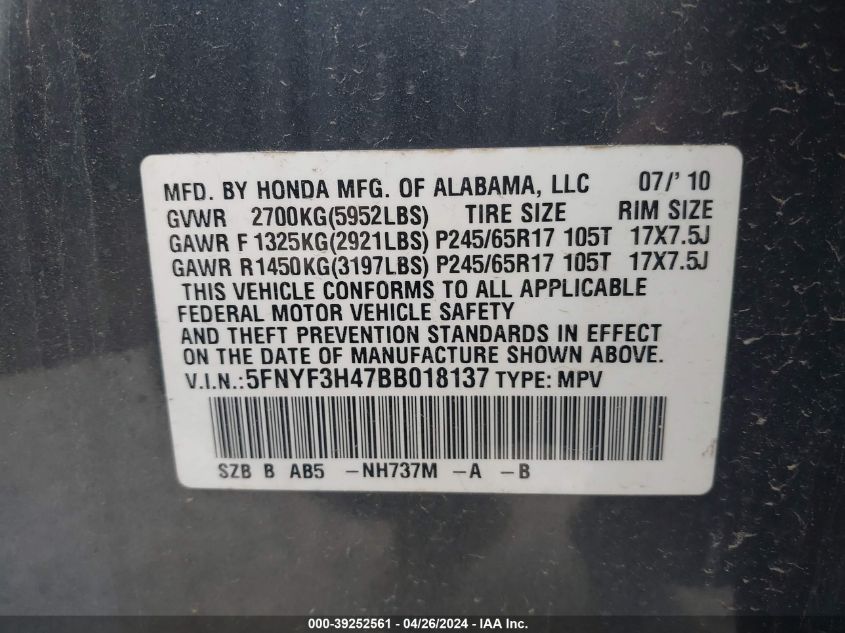 MFD. BY HONDA MFG. OF ALABAMA, LLC 07/' 10
GVWR 2700KG(5952LBS) TIRE SIZE RIM SIZE
GAWR F 1325KG(2921LBS) P245/65R17 105T 17X7.5J
GAWR R1450KG(3197LBS) P245/65R17 105T 17X7.5J
THIS VEHICLE CONFORMS TO ALL APPLICABLE
FEDERAL MOTOR VEHICLE SAFETY
AND THEFT PREVENTION STANDARDS IN EFFECT
ON THE DATE OF MANUFACTURE SHOWN ABOVE.
V.I.N.:5FNYF3H47BB018137 TYPE: MPV
SZB B AB5 -NH737M -A -B
000-39252561 - 04/26/2024 - IAA Inc.